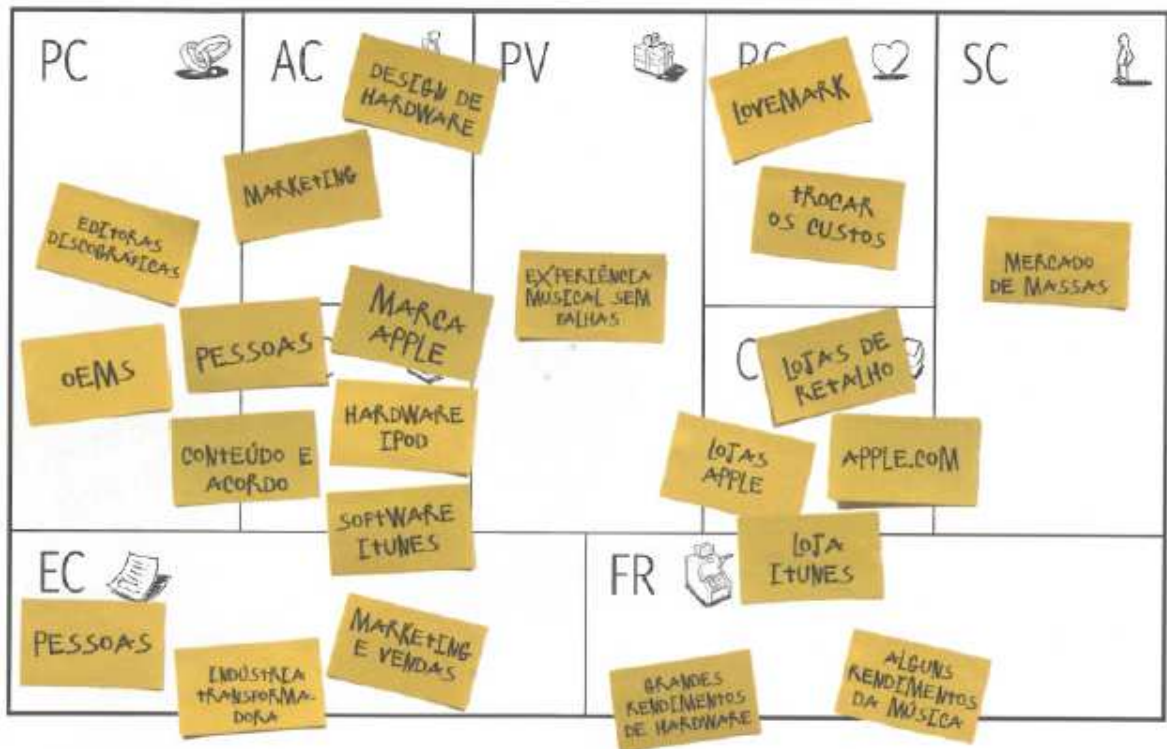 PC
EDITORAS
DISCOGRÁFICAS
OEMS
AC
DESIGN DE
HARDWARE
MARKETING
PESSOAS
MARCA
APPLE
HARDWARE
IPOD
CONTEÚDO E
ACORDO
SOFTWARE
ITUNES
PV
EXPERIÊNCIA
MUSICAL SEM
FALHAS
LOVEMARK
TROCAR
OS CUSTOS
C
LOJAS DE
RETALHO
LOJAS
APPLE
APPLE.COM
LOJA
ITUNES
SC
MERCADO
DE MASSAS
EC
PESSOAS
INDÚSTRIA
TRANSFORMA-
DORA
MARKETING
E VENDAS
FR
GRANDES
RENDIMENTOS
DE HARDWARE
ALGUNS
RENDIMENTOS
DA MÚSICA